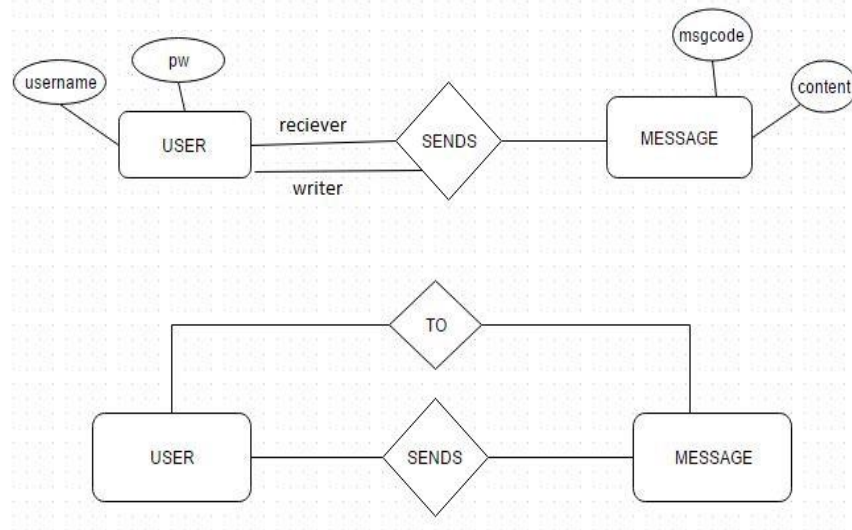 msgcode
pw
username
content
reciever
USER
SENDS
MESSAGE
writer
TO
USER
SENDS
MESSAGE